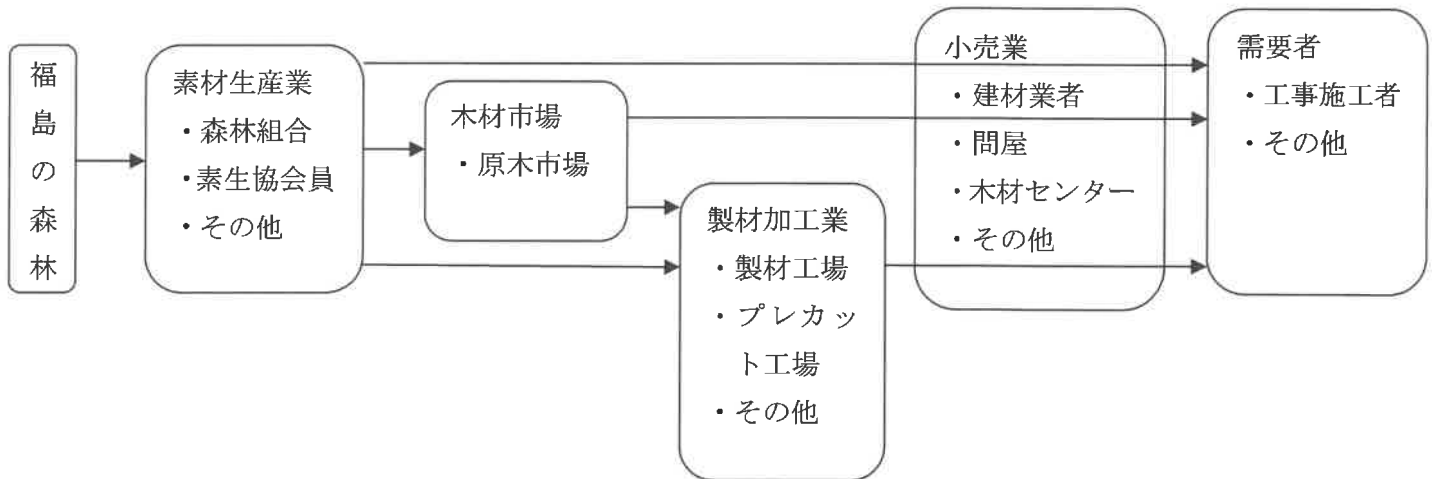 福島の森林
素材生産業
・森林組合
・素生協会員
・その他
木材市場
・原木市場
製材加工業
・製材工場
・プレカッ
ト工場
・その他
小売業
・建材業者
・問屋
・木材センター
・その他
需要者
・工事施工者
・その他